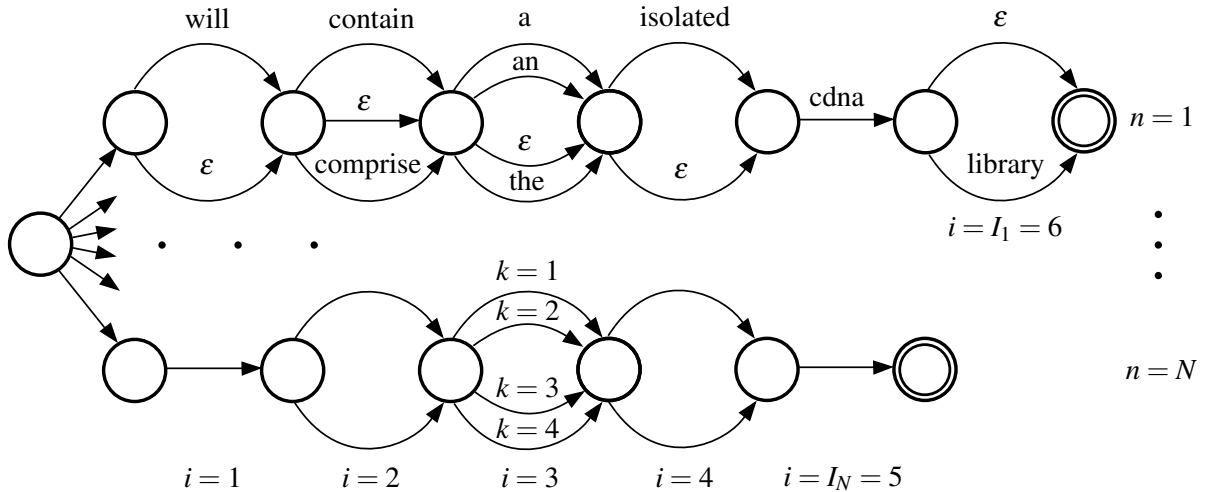 will contain a isolated ε
an
ε cdna
n = 1
ε comprise ε ε library
the
i = I₁ = 6
k = 1
k = 2
n = N
k = 3
k = 4
i = 1 i = 2 i = 3 i = 4 i = I_N = 5